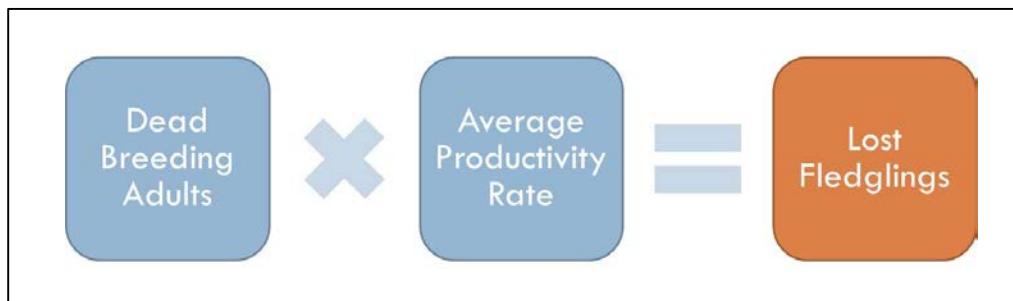 Dead
Breeding
Adults
Average
Productivity
Rate
Lost
Fledglings